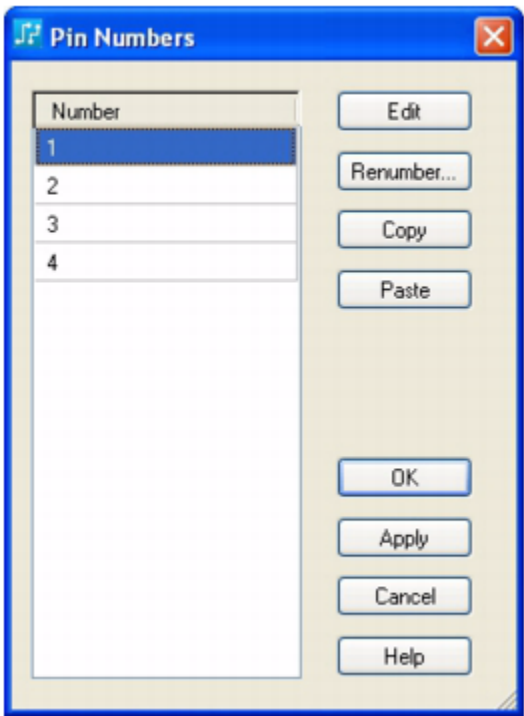 Pin Numbers
Number
1
2
3
4
Edit
Renumber...
Copy
Paste
OK
Apply
Cancel
Help